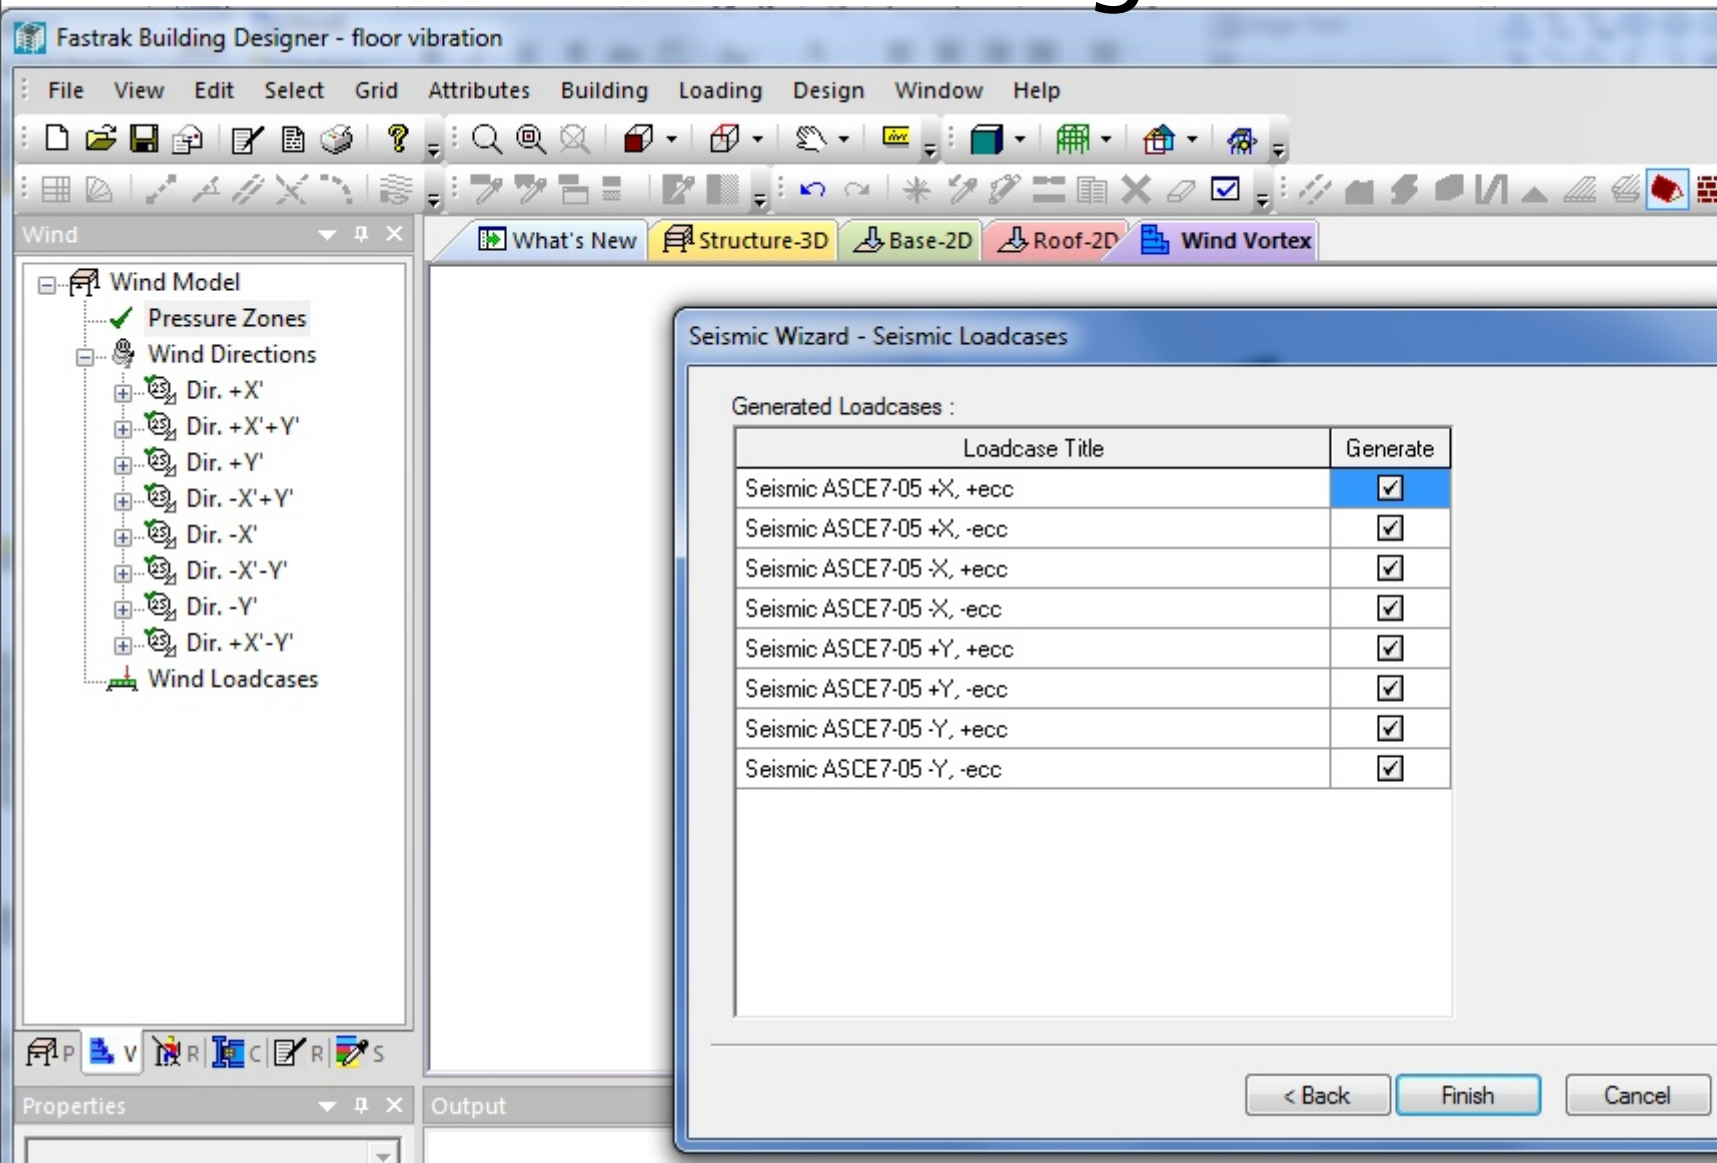 Fastrak Building Designer - floor vibration
File View Edit Select Grid Attributes Building Loading Design Window Help
Wind
What's New Structure-3D Base-2D Roof-2D Wind Vortex
Wind Model
Pressure Zones
Wind Directions
Dir. +X'
Dir. +X'+Y'
Dir. +Y'
Dir. -X'+Y'
Dir. -X'
Dir. -X'-Y'
Dir. -Y'
Dir. +X'-Y'
Wind Loadcases
P V R C R S
Properties
Output
Seismic Wizard - Seismic Loadcases
Generated Loadcases :
Loadcase Title Generate
Seismic ASCE7-05 +X, +ecc
Seismic ASCE7-05 +X, -ecc
Seismic ASCE7-05 -X, +ecc
Seismic ASCE7-05 -X, -ecc
Seismic ASCE7-05 +Y, +ecc
Seismic ASCE7-05 +Y, -ecc
Seismic ASCE7-05 -Y, +ecc
Seismic ASCE7-05 -Y, -ecc
< Back Finish Cancel